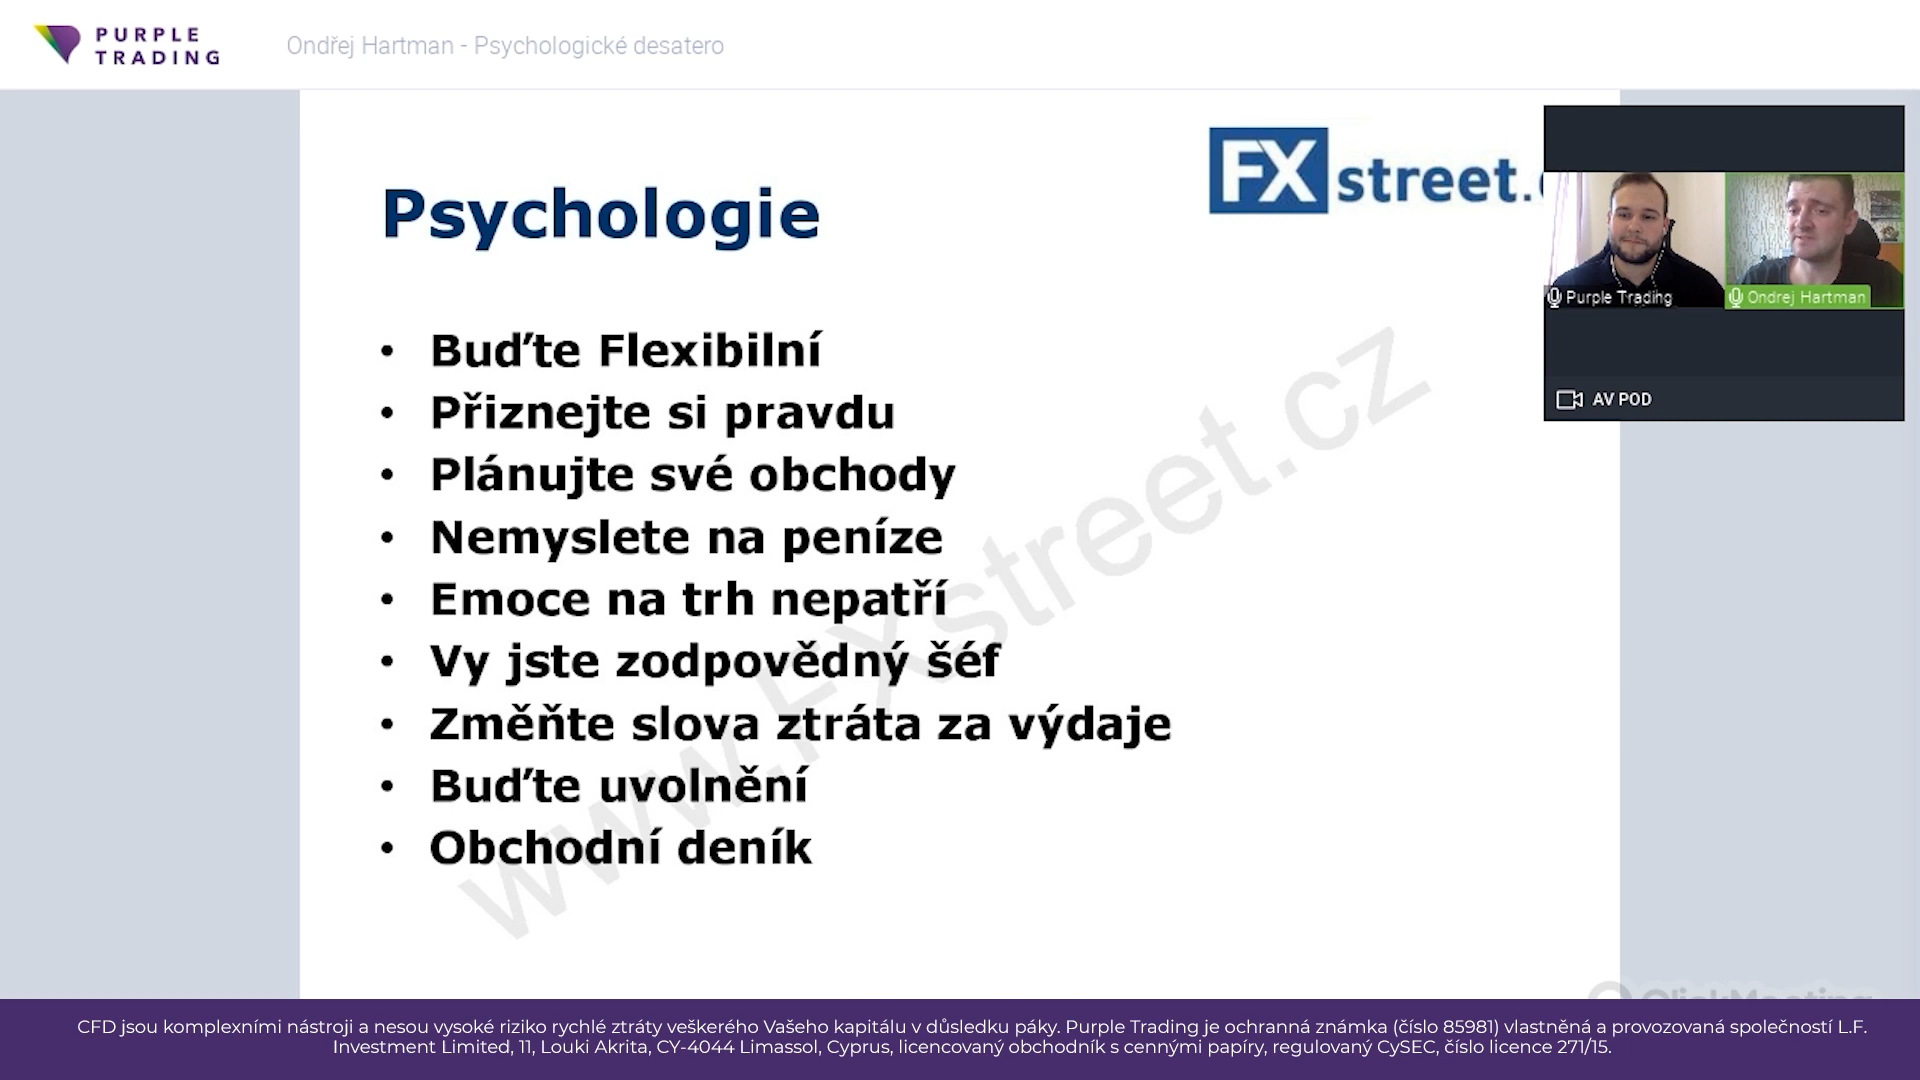 PURPLE
TRADING
Ondřej Hartman - Psychologické desatero
FXstreet.
Psychologie
Purple Trading
Ondrej Hartman
AV POD
• Buďte Flexibilní
• Přiznejte si pravdu
• Plánujte své obchody
• Nemyslete na peníze
• Emoce na trh nepatří
• Vy jste zodpovědný šéf
• Změňte slova ztráta za výdaje
• Buďte uvolnění
• Obchodní deník
www.FXstreet.cz
ClickMeeting
CFD jsou komplexními nástroji a nesou vysoké riziko rychlé ztráty veškerého Vašeho kapitálu v důsledku páky. Purple Trading je ochranná známka (číslo 85981) vlastněná a provozovaná společností L.F.
Investment Limited, 11, Louki Akrita, CY-4044 Limassol, Cyprus, licencovaný obchodník s cennými papíry, regulovaný CySEC, číslo licence 271/15.